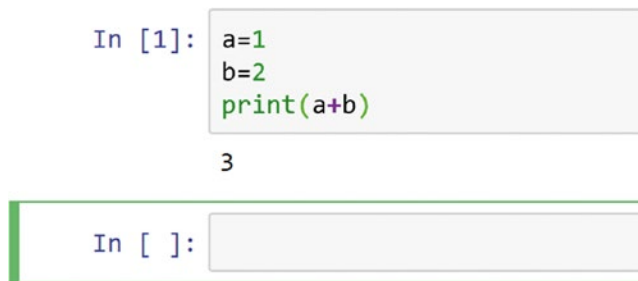 In [1]: a=1
b=2
print(a+b)
3
In [ ]: